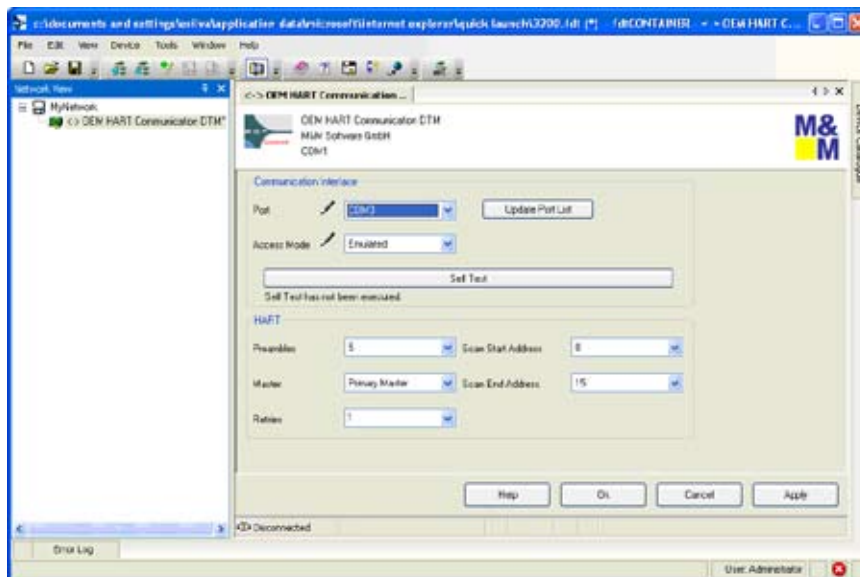 c:\documents and settings\esilva\application data\microsoft\internet explorer\quick launch\3200.fdt (*) - fdtCONTAINER - <-> OEM HART C...
File Edit View Device Tools Window Help
Network View
MyNetwork
<-> OEM HART Communicator DTM*
<-> OEM HART Communication ...
OEM HART Communicator DTM
M&M Software GmbH
COM1
M&
M
Device Catalogue
Communication Interface
Port COM3 Update Port List
Access Mode Emulated
Self Test
Self Test has not been executed.
HART
Preambles 5 Scan Start Address 0
Master Primary Master Scan End Address 15
Retries 1
Help Ok Cancel Apply
Disconnected
Error Log
User: Administrator